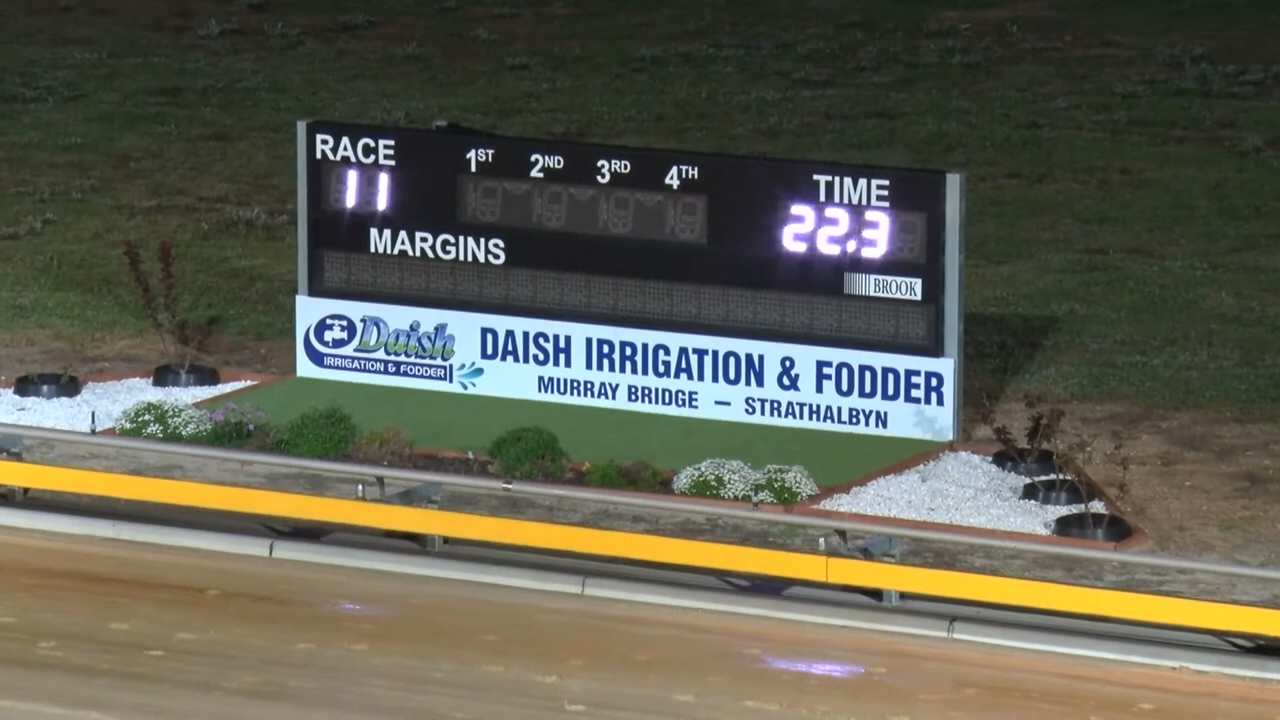 RACE 1ST 2ND 3RD 4TH TIME
11 22.3
MARGINS
BROOK
Daish
IRRIGATION & FODDER
DAISH IRRIGATION & FODDER
MURRAY BRIDGE – STRATHALBYN